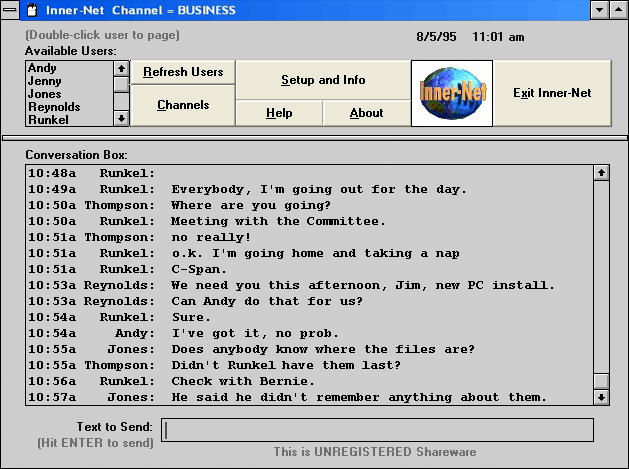 Inner-Net Channel = BUSINESS
(Double-click user to page)
8/5/95 11:01 am
Available Users:
Andy
Jenny
Jones
Reynolds
Runkel
Refresh Users
Channels
Setup and Info
Help
About
Inner-Net
Exit Inner-Net
Conversation Box:
10:48a Runkel:
10:49a Runkel: Everybody, I'm going out for the day.
10:50a Thompson: Where are you going?
10:50a Runkel: Meeting with the Committee.
10:51a Thompson: no really!
10:51a Runkel: o.k. I'm going home and taking a nap
10:51a Runkel: C-Span.
10:53a Reynolds: We need you this afternoon, Jim, new PC install.
10:53a Reynolds: Can Andy do that for us?
10:54a Runkel: Sure.
10:54a Andy: I've got it, no prob.
10:55a Jones: Does anybody know where the files are?
10:55a Thompson: Didn't Runkel have them last?
10:56a Runkel: Check with Bernie.
10:57a Jones: He said he didn't remember anything about them.
Text to Send:
(Hit ENTER to send)
This is UNREGISTERED Shareware